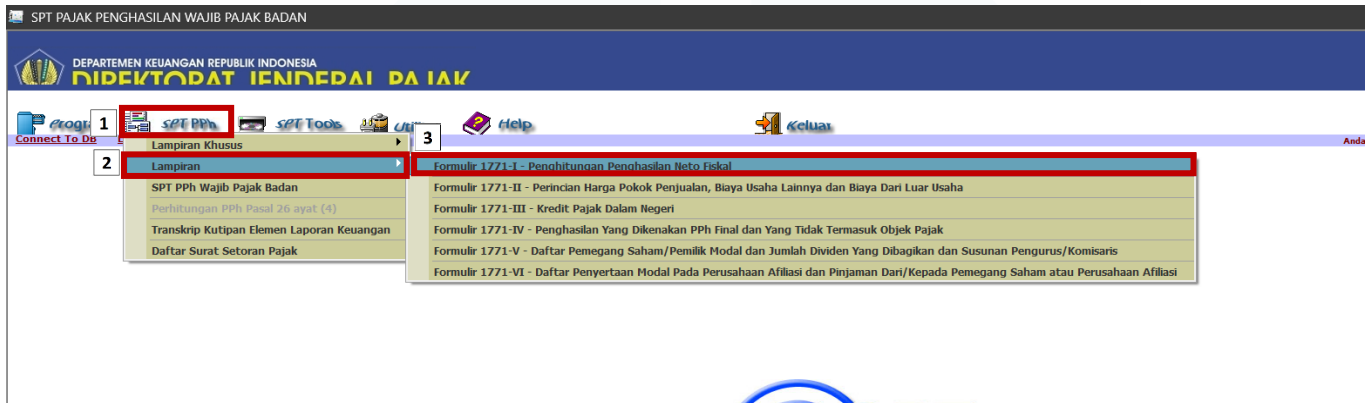 SPT PAJAK PENGHASILAN WAJIB PAJAK BADAN
DEPARTEMEN KEUANGAN REPUBLIK INDONESIA
DIREKTORAT JENDERAL PAJAK
1 SPT PPh SPT Tools Help Keluar
Connect To DB Anda
3
Lampiran Khusus
2 Lampiran
SPT PPh Wajib Pajak Badan
Perhitungan PPh Pasal 26 ayat (4)
Transkrip Kutipan Elemen Laporan Keuangan
Daftar Surat Setoran Pajak
Formulir 1771-I - Penghitungan Penghasilan Neto Fiskal
Formulir 1771-II - Perincian Harga Pokok Penjualan, Biaya Usaha Lainnya dan Biaya Dari Luar Usaha
Formulir 1771-III - Kredit Pajak Dalam Negeri
Formulir 1771-IV - Penghasilan Yang Dikenakan PPh Final dan Yang Tidak Termasuk Objek Pajak
Formulir 1771-V - Daftar Pemegang Saham/Pemilik Modal dan Jumlah Dividen Yang Dibagikan dan Susunan Pengurus/Komisaris
Formulir 1771-VI - Daftar Penyertaan Modal Pada Perusahaan Afiliasi dan Pinjaman Dari/Kepada Pemegang Saham atau Perusahaan Afiliasi